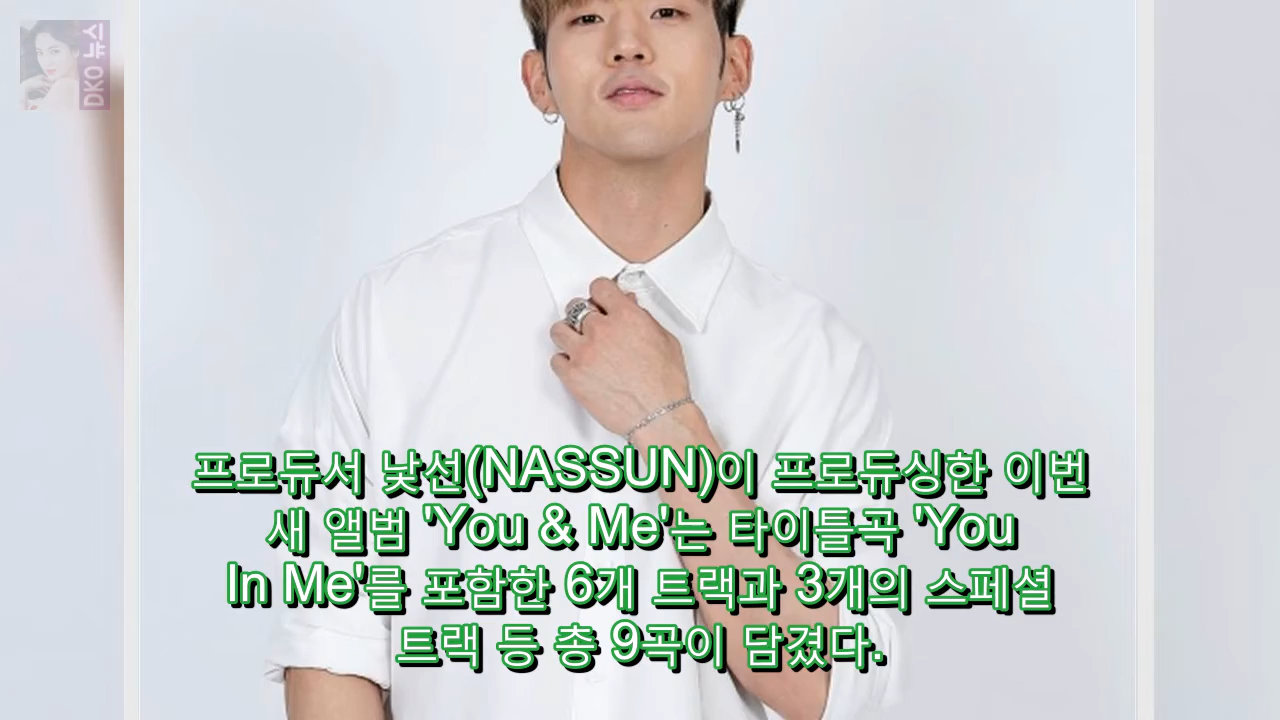 DKO 뉴스
프로듀서 낯선(NASSUN)이 프로듀싱한 이번
새 앨범 'You & Me'는 타이틀곡 'You
In Me'를 포함한 6개 트랙과 3개의 스페셜
트랙 등 총 9곡이 담겼다.